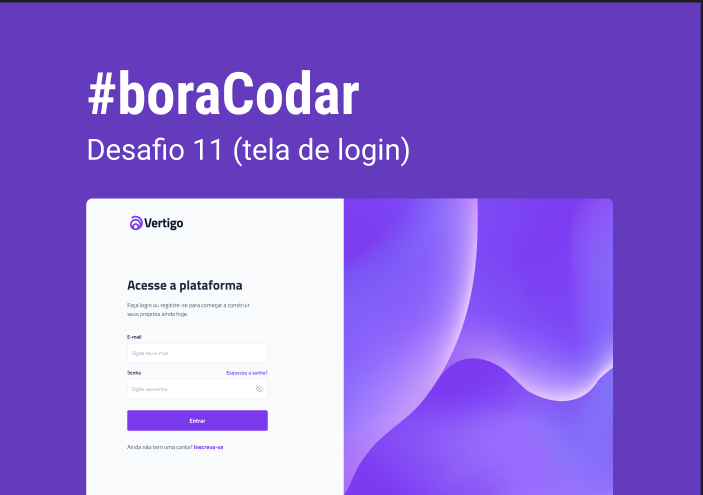 #boraCodar
Desafio 11 (tela de login)
Vertigo
Acesse a plataforma
Faça login ou registre-se para começar a construir
seus projetos ainda hoje.
E-mail
Digite seu e-mail
Senha Esqueceu a senha?
Digite sua senha
Entrar
Ainda não tem uma conta? Inscreva-se